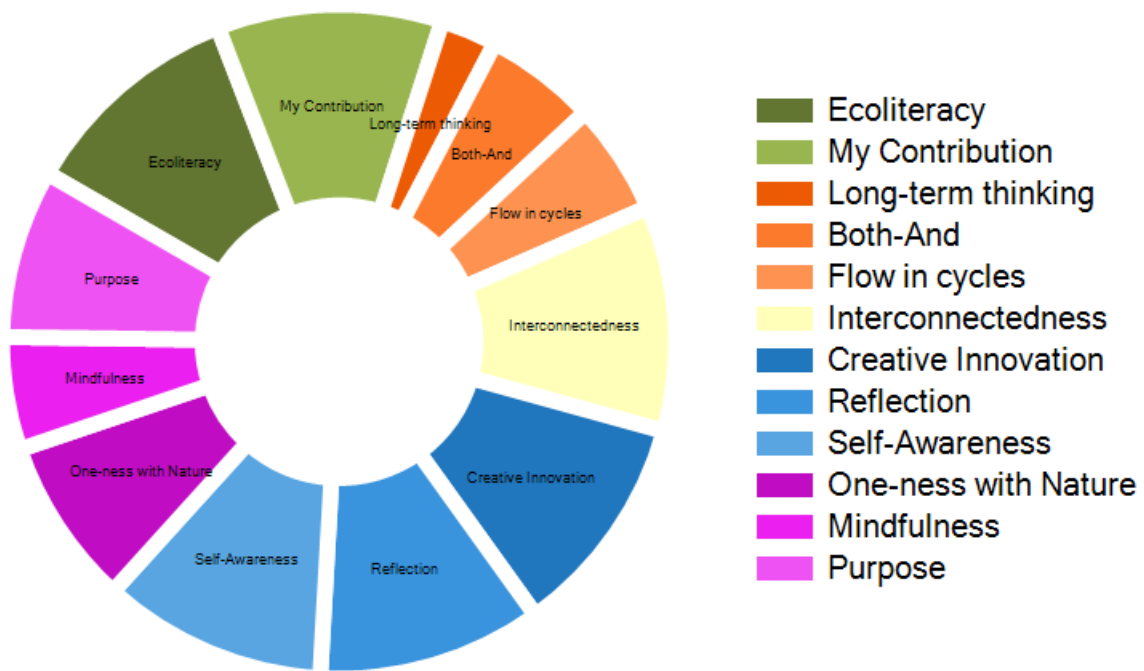 My Contribution
Long-term thinking
Both-And
Ecoliteracy
Flow in cycles
Purpose
Interconnectedness
Mindfulness
One-ness with Nature
Creative Innovation
Self-Awareness
Reflection
Ecoliteracy
My Contribution
Long-term thinking
Both-And
Flow in cycles
Interconnectedness
Creative Innovation
Reflection
Self-Awareness
One-ness with Nature
Mindfulness
Purpose